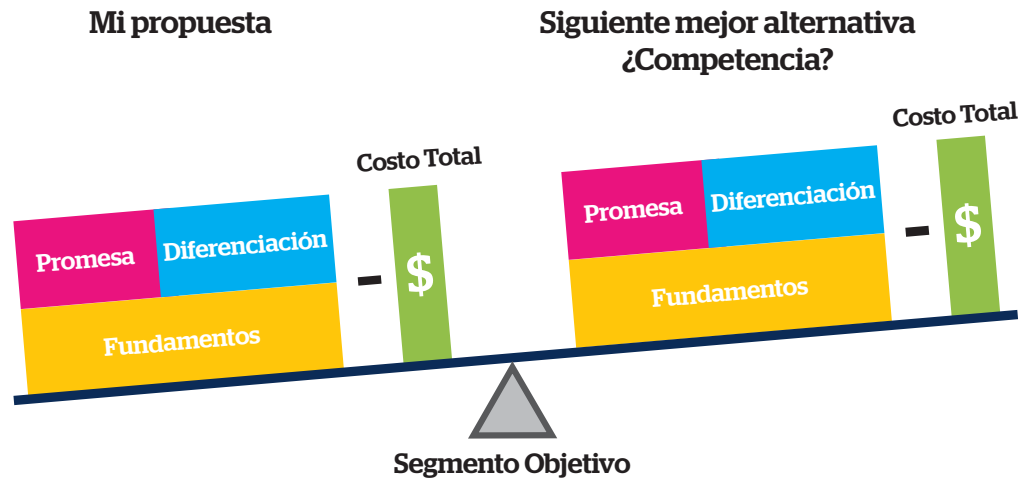 Mi propuesta
Siguiente mejor alternativa
¿Competencia?
Costo Total
Promesa
Diferenciación
-
$
Fundamentos
Costo Total
Promesa
Diferenciación
-
$
Fundamentos
Segmento Objetivo